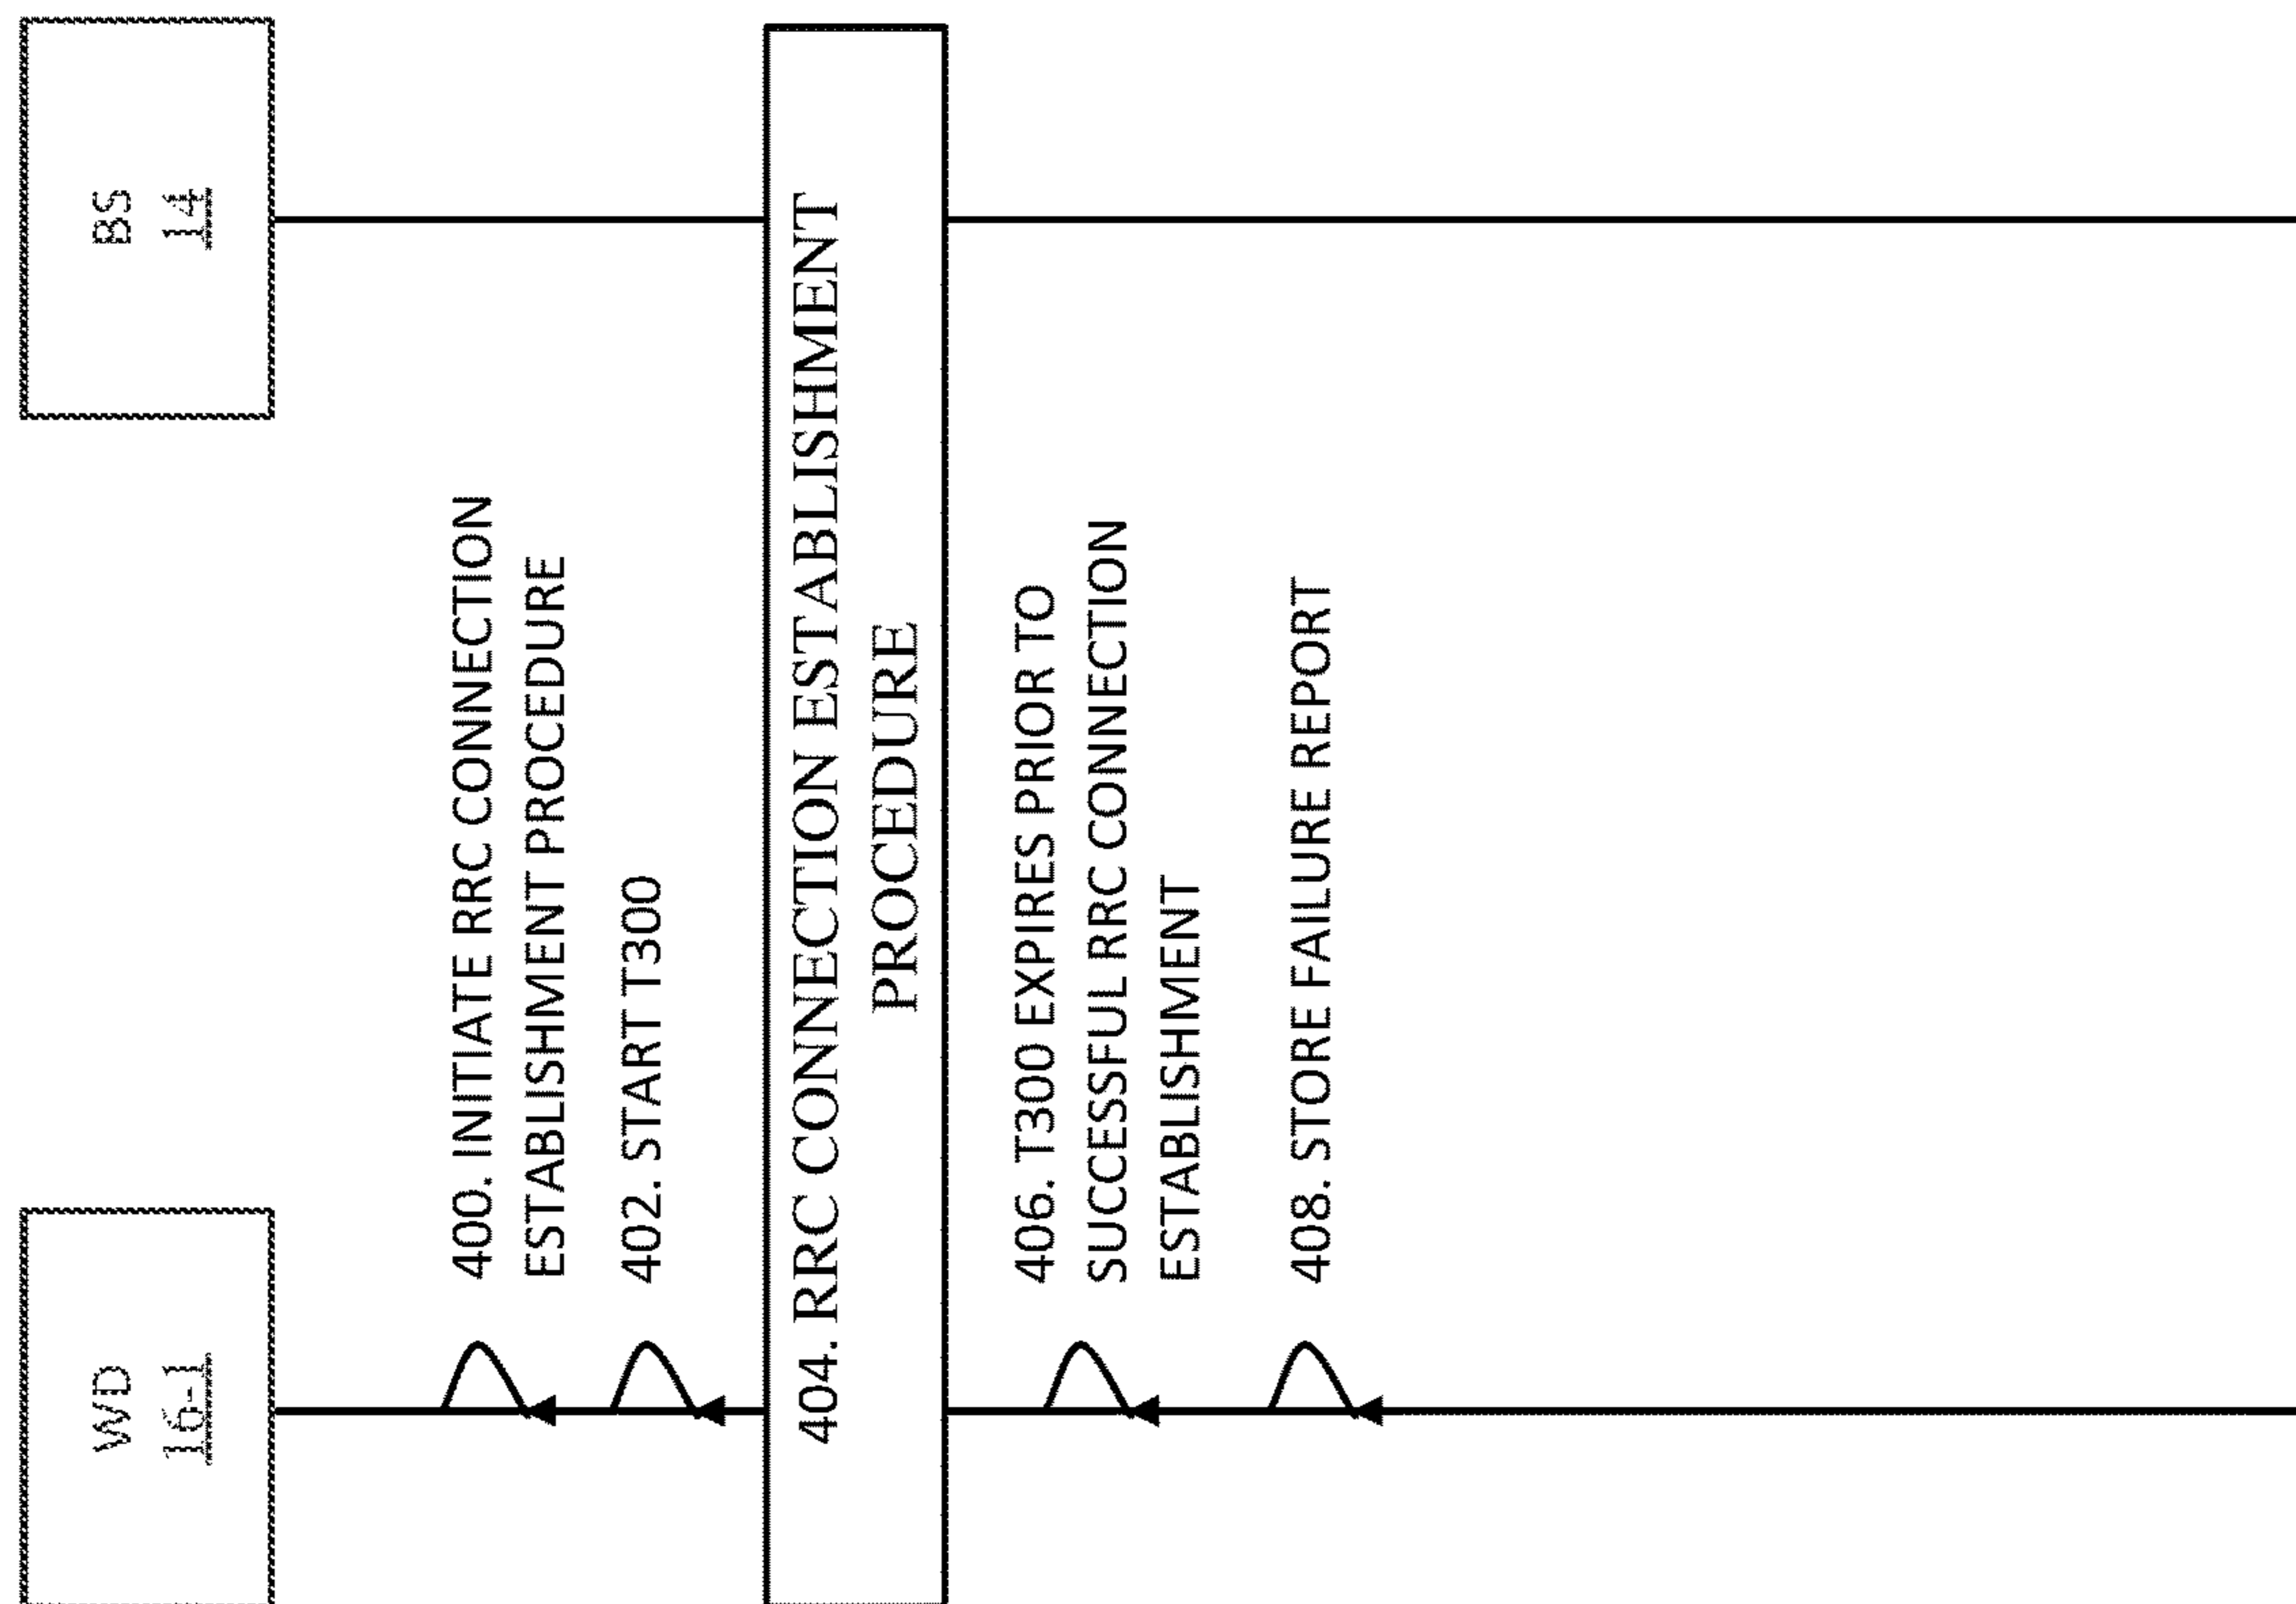 WD
16-1
BS
14
400. INITIATE RRC CONNECTION
ESTABLISHMENT PROCEDURE
402. START T300
404. RRC CONNECTION ESTABLISHMENT
PROCEDURE
406. T300 EXPIRES PRIOR TO
SUCCESSFUL RRC CONNECTION
ESTABLISHMENT
408. STORE FAILURE REPORT